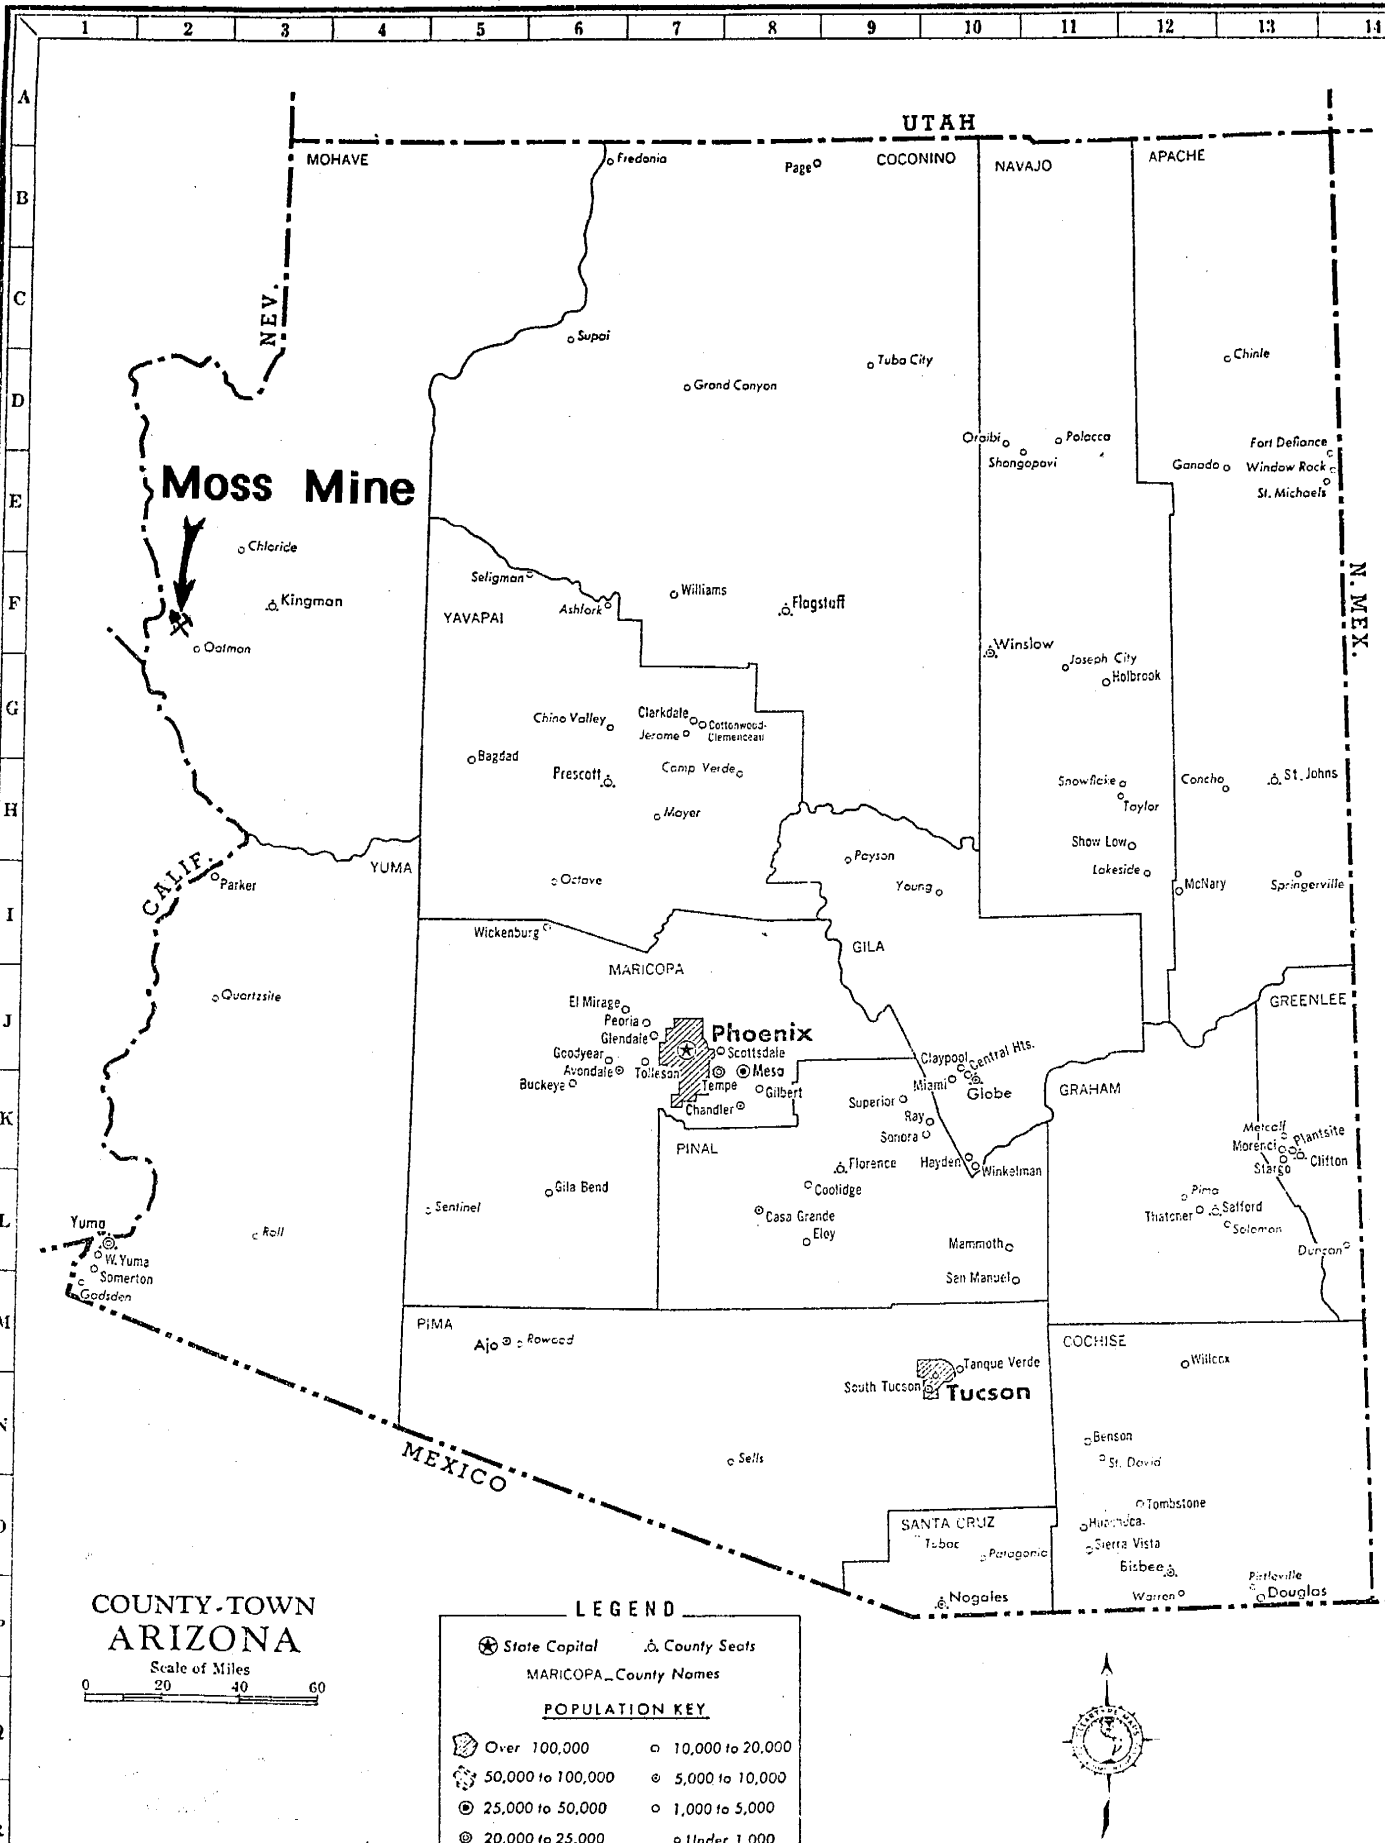 1 2 3 4 5 6 7 8 9 10 11 12 13 14
A
UTAH
MOHAVE
Fredonia
Page
COCONINO
NAVAJO
APACHE
B
C
NEV.
Supai
Tuba City
Chinle
Grand Canyon
D
Oraibi
Polacca
Shongopavi
Fort Defiance
Ganado
Window Rock
St. Michaels
Moss Mine
E
Chloride
Seligman
Williams
N. MEX.
F
Kingman
Ashfork
Flagstaff
YAVAPAI
Oatman
Winslow
Joseph City
Holbrook
G
Chino Valley
Clarkdale
Cottonwood-
Clemenceau
Jerome
Bagdad
Prescott
Camp Verde
Snowflake
Taylor
Concho
St. Johns
H
Mayer
Show Low
CALIF.
YUMA
Payson
Lakeside
Parker
Octave
Young
McNary
Springerville
I
Wickenburg
GILA
MARICOPA
Quartzsite
El Mirage
GREENLEE
J
Peoria
Glendale
Phoenix
Goodyear
Scottsdale
Avondale
Tolleson
Mesa
Claypool
Central Hts.
Buckeye
Tempe
Gilbert
Miami
Globe
GRAHAM
K
Chandler
Superior
Ray
Sonora
PINAL
Metcalf
Plantsite
Morenci
Clifton
Stargo
Florence
Hayden
Winkelman
Gila Bend
Coolidge
Pima
Sentinel
Casa Grande
Thatcher
Safford
Solomon
L
Yuma
Roll
Eloy
Mammoth
Duncan
W. Yuma
Somerton
San Manuel
Gadsden
M
PIMA
Ajo
Rowood
COCHISE
Tanque Verde
Willcox
South Tucson
Tucson
N
MEXICO
Sells
Benson
St. David
Tombstone
O
SANTA CRUZ
Huachuca
Tubac
Patagonia
Sierra Vista
Bisbee
Pirtleville
Nogales
Warren
Douglas
P
COUNTY-TOWN
ARIZONA
Scale of Miles
0 20 40 60
LEGEND
State Capital
County Seats
MARICOPA_County Names
POPULATION KEY
Over 100,000
10,000 to 20,000
50,000 to 100,000
5,000 to 10,000
25,000 to 50,000
1,000 to 5,000
20,000 to 25,000
Under 1,000
Q
R